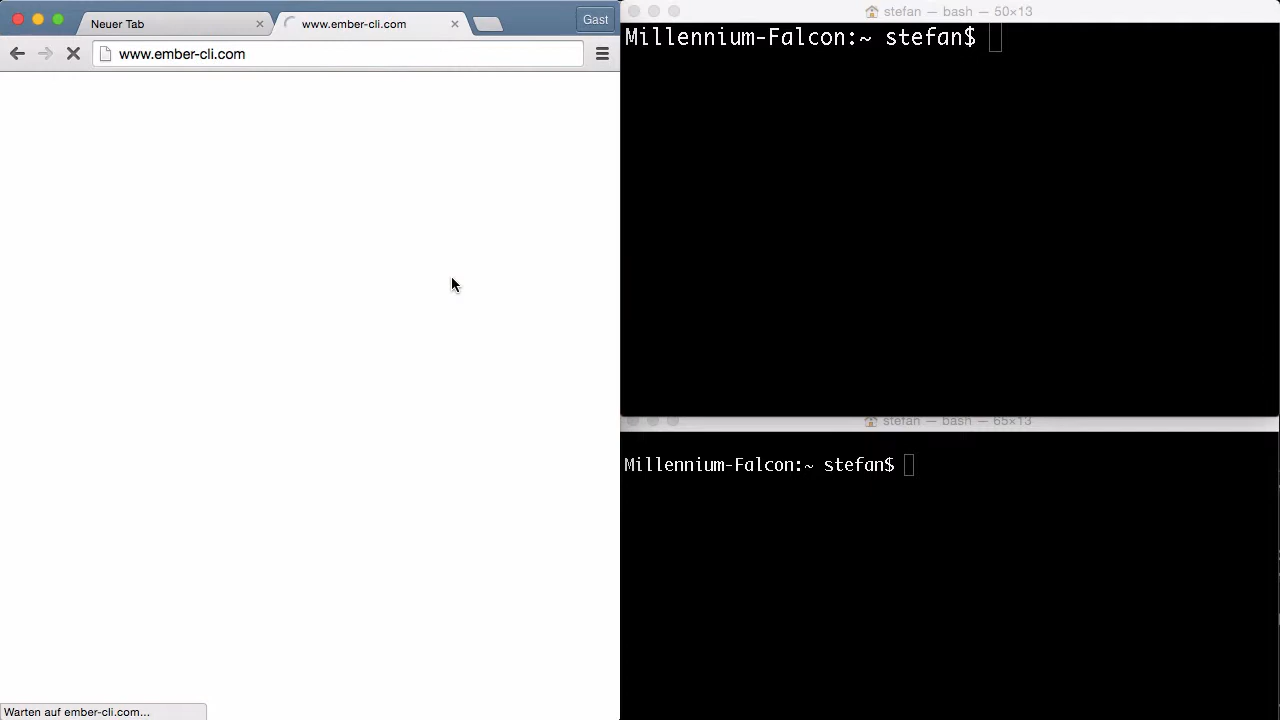 Neuer Tab
www.ember-cli.com
Gast
www.ember-cli.com
Warten auf ember-cli.com...
stefan — bash — 50×13
Millennium-Falcon:~ stefan$
stefan — bash — 65×13
Millennium-Falcon:~ stefan$